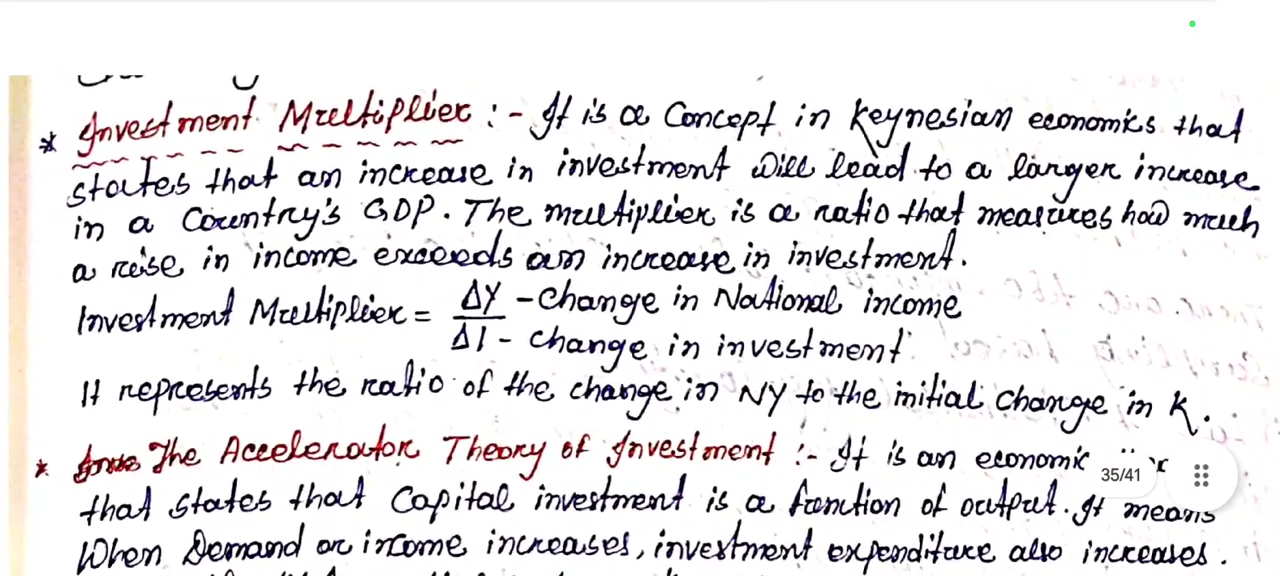 * Investment Multiplier :- It is a Concept in Keynesian economics that
states that an increase in investment will lead to a larger increase
in a Country's GDP. The multiplier is a ratio that measures how much
a reise in income exceeds an increase in investment.
Investment Multiplier = ΔY - Change in National income
ΔI - Change in investment
It represents the ratio of the change in NY to the initial change in K.
* The Accelerator Theory of Investment :- It is an economic
35/41
that states that Capital investment is a function of output. It means
When Demand or income increases, investment expenditure also increases.